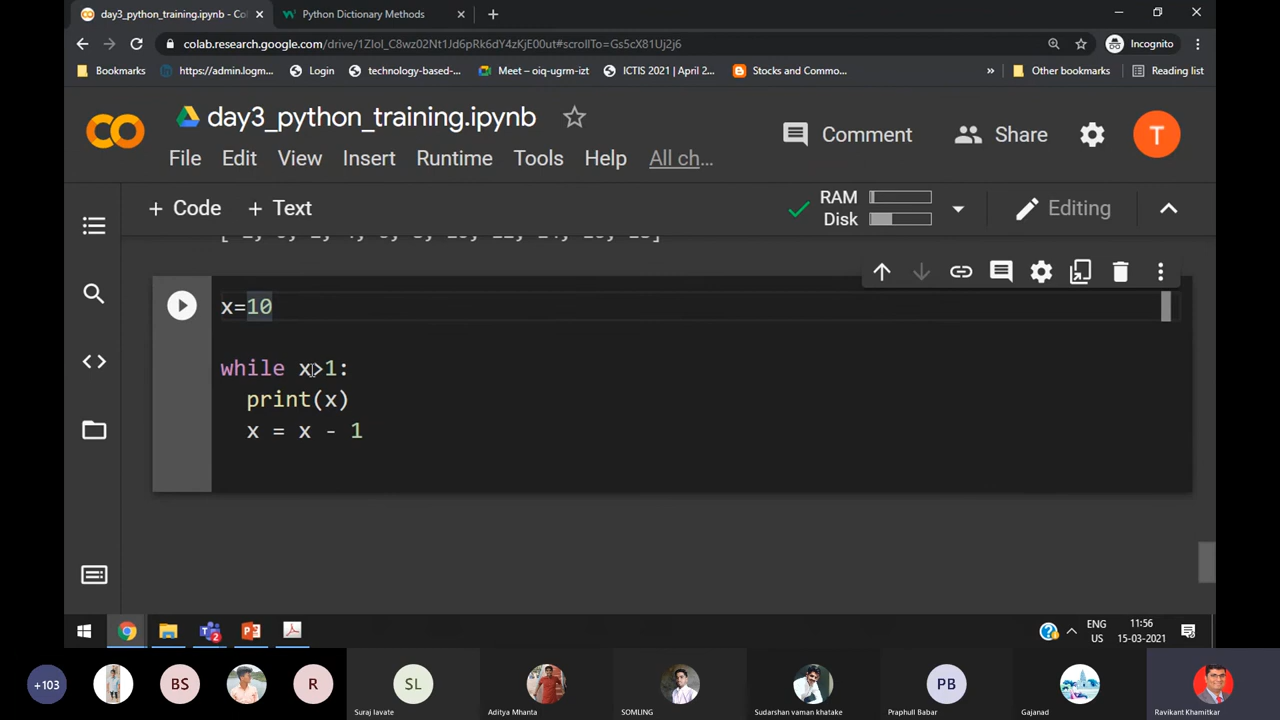 day3_python_training.ipynb - Col
Python Dictionary Methods
colab.research.google.com/drive/1ZIoI_C8wz02Nt1Jd6pRk6dY4zKjE00ut#scrollTo=Gs5cX81Uj2j6
Incognito
Bookmarks
https://admin.logm...
Login
technology-based-...
Meet – oiq-ugrm-izt
ICTIS 2021 | April 2...
Stocks and Commo...
»
Other bookmarks
Reading list
day3_python_training.ipynb
Comment
Share
T
File Edit View Insert Runtime Tools Help All ch...
+ Code + Text
RAM
Disk
Editing
x=10
while x>1:
print(x)
x = x - 1
ENG
US
11:56
15-03-2021
2
+103
BS
R
SL
PB
Suraj lavate
Aditya Mhanta
SOMLING
Sudarshan vaman khatake
Praphull Babar
Gajanad
Ravikant Khamitkar